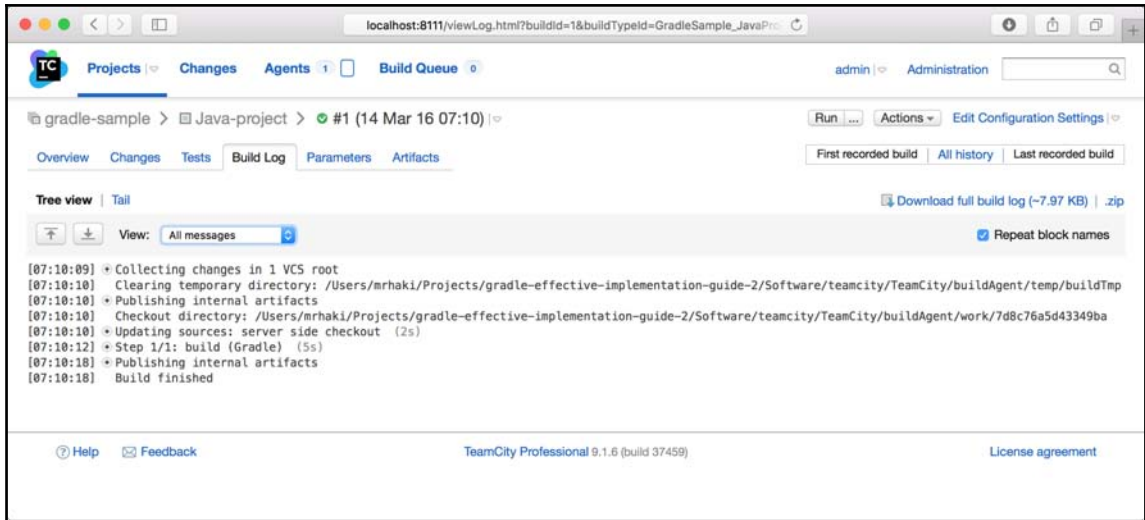 localhost:8111/viewLog.html?buildId=1&buildTypeId=GradleSample_JavaPro
TC Projects Changes Agents 1 Build Queue 0 admin Administration
gradle-sample > Java-project > #1 (14 Mar 16 07:10) Run ... Actions Edit Configuration Settings
Overview Changes Tests Build Log Parameters Artifacts First recorded build | All history | Last recorded build
Tree view | Tail Download full build log (~7.97 KB) | .zip
View: All messages Repeat block names
[07:10:09] Collecting changes in 1 VCS root
[07:10:10] Clearing temporary directory: /Users/mrhaki/Projects/gradle-effective-implementation-guide-2/Software/teamcity/TeamCity/buildAgent/temp/buildTmp
[07:10:10] Publishing internal artifacts
[07:10:10] Checkout directory: /Users/mrhaki/Projects/gradle-effective-implementation-guide-2/Software/teamcity/TeamCity/buildAgent/work/7d8c76a5d43349ba
[07:10:10] Updating sources: server side checkout (2s)
[07:10:12] Step 1/1: build (Gradle) (5s)
[07:10:18] Publishing internal artifacts
[07:10:18] Build finished
Help Feedback TeamCity Professional 9.1.6 (build 37459) License agreement